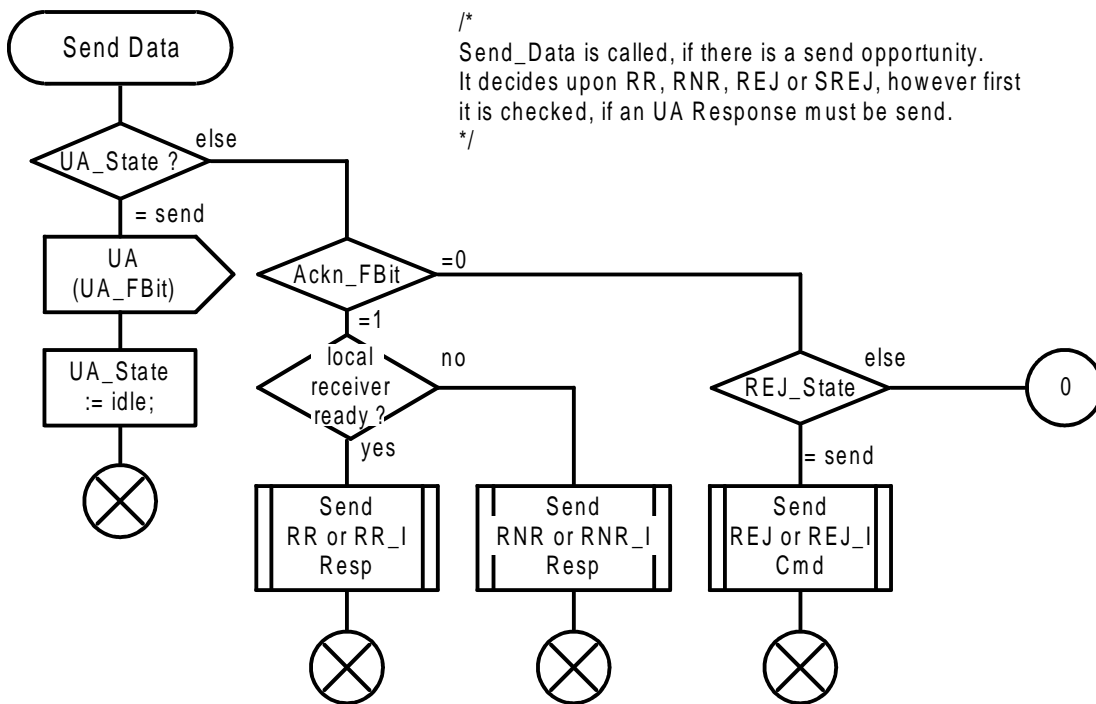 Send Data
/*
Send_Data is called, if there is a send opportunity.
It decides upon RR, RNR, REJ or SREJ, however first
it is checked, if an UA Response must be send.
*/
UA_State ?
else
= send
UA
(UA_FBit)
UA_State
:= idle;
Ackn_FBit
=0
=1
local
receiver
ready ?
no
yes
REJ_State
else
0
= send
Send
RR or RR_I
Resp
Send
RNR or RNR_I
Resp
Send
REJ or REJ_I
Cmd